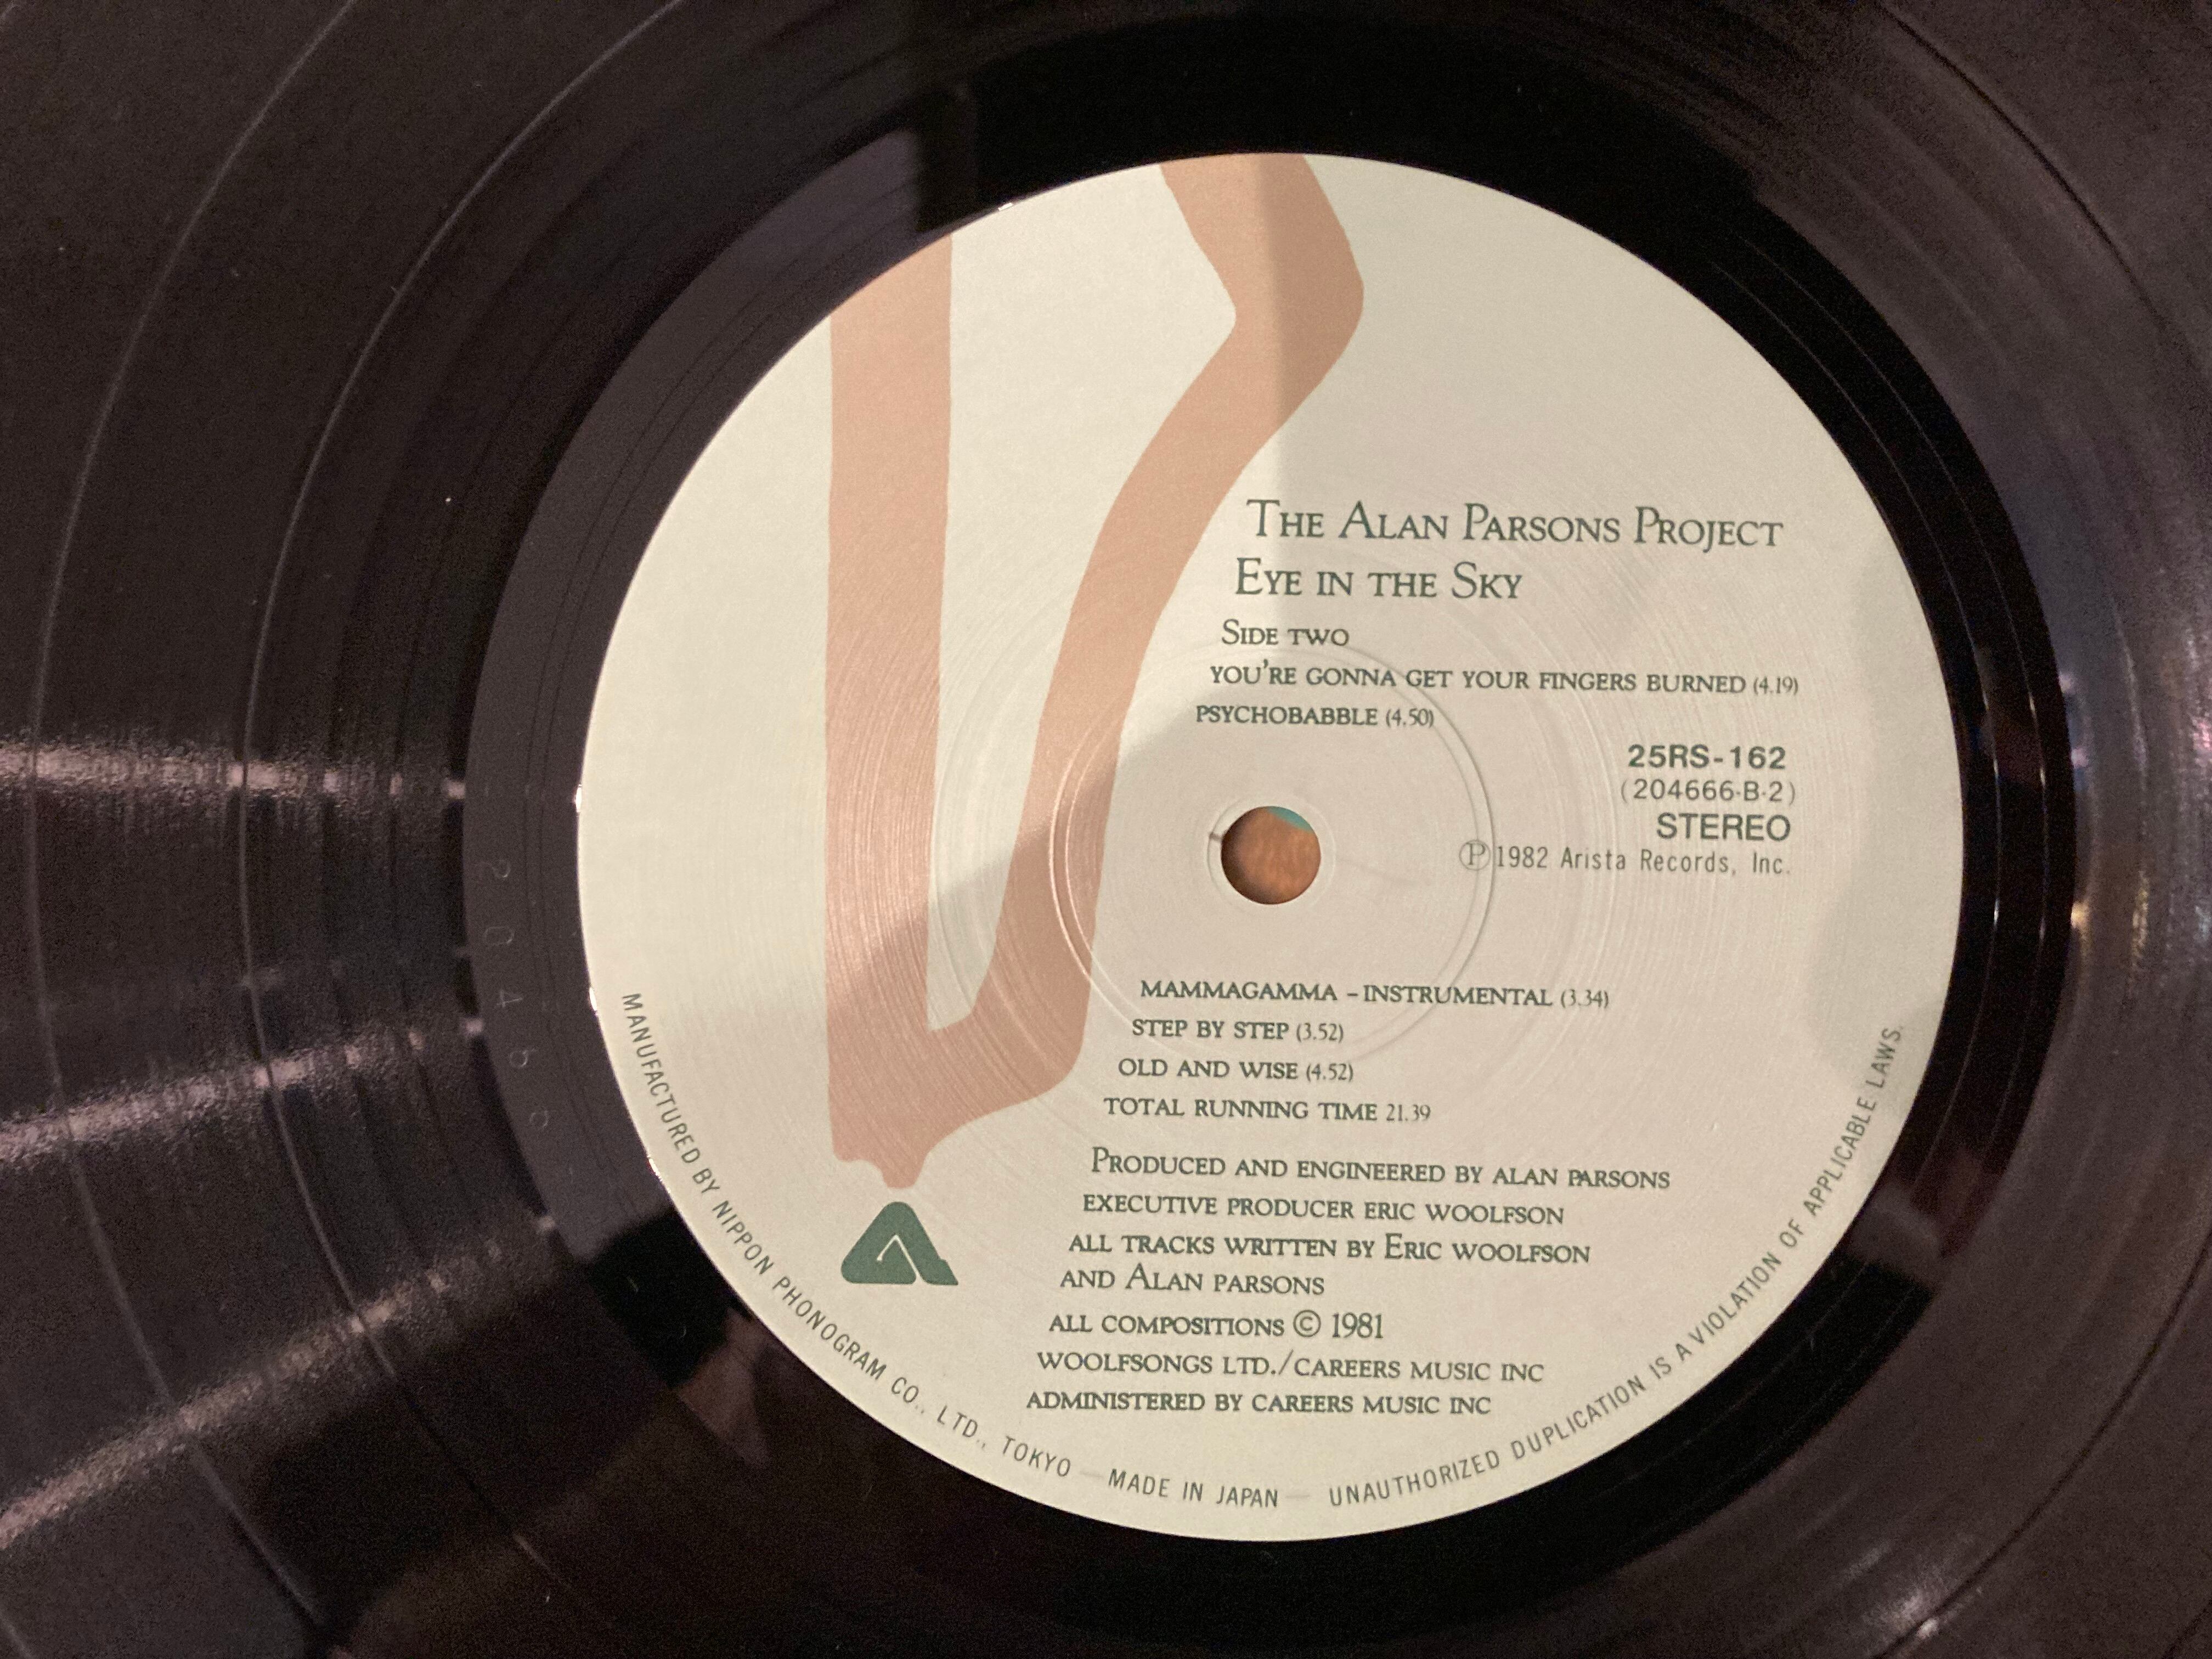 The Alan Parsons Project
Eye in the Sky
Side two
YOU'RE GONNA GET YOUR FINGERS BURNED (4.19)
PSYCHOBABBLE (4.50)
25RS-162
(204666·B·2)
STEREO
Ⓟ1982 Arista Records, Inc.
MAMMAGAMMA – INSTRUMENTAL (3.34)
STEP BY STEP (3.52)
OLD AND WISE (4.52)
TOTAL RUNNING TIME 21.39
Produced and engineered by alan parsons
EXECUTIVE PRODUCER ERIC WOOLFSON
ALL TRACKS WRITTEN BY ERIC WOOLFSON
AND ALAN PARSONS
ALL COMPOSITIONS © 1981
WOOLFSONGS LTD./CAREERS MUSIC INC
ADMINISTERED BY CAREERS MUSIC INC
MANUFACTURED BY NIPPON PHONOGRAM CO., LTD., TOKYO — MADE IN JAPAN — UNAUTHORIZED DUPLICATION IS A VIOLATION OF APPLICABLE LAWS.